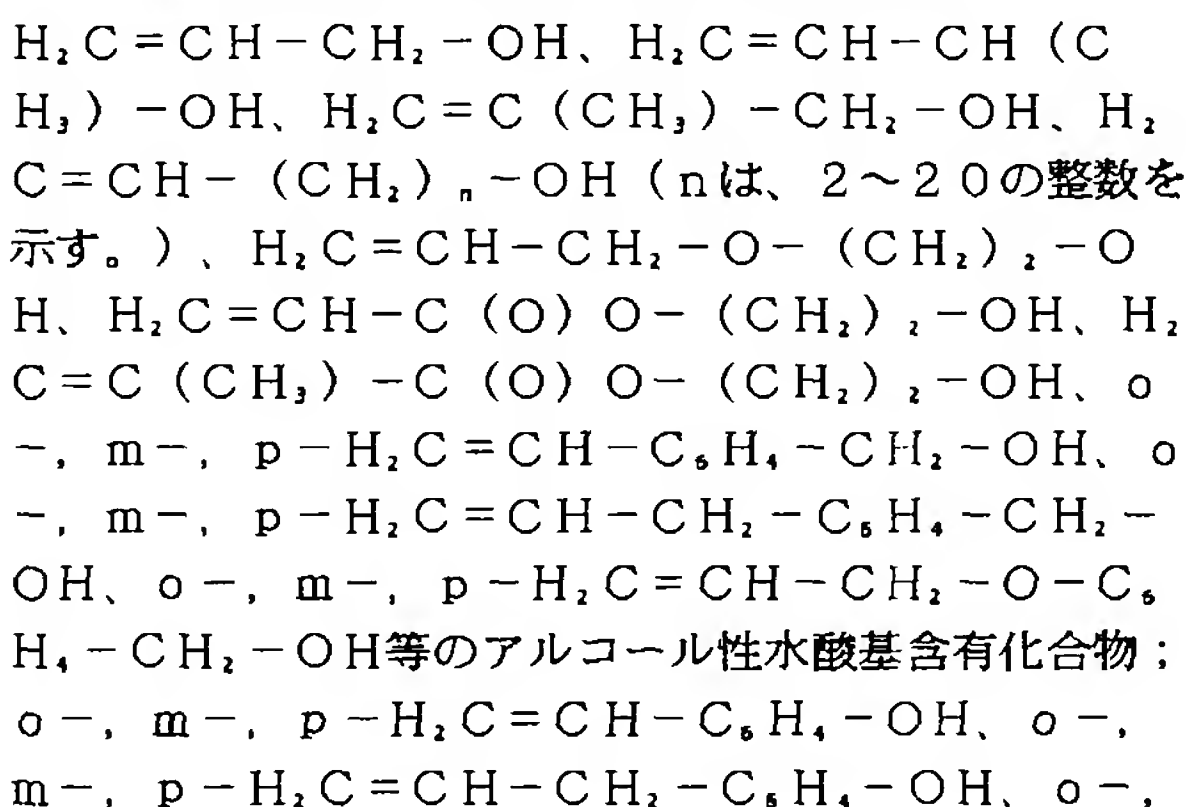 H₂C=CH-CH₂-OH、H₂C=CH-CH(C
H₃)-OH、H₂C=C(CH₃)-CH₂-OH、H₂
C=CH-(CH₂)ₙ-OH(nは、2~20の整数を
示す。)、H₂C=CH-CH₂-O-(CH₂)₂-O
H、H₂C=CH-C(O)O-(CH₂)₂-OH、H₂
C=C(CH₃)-C(O)O-(CH₂)₂-OH、o
-,m-,p-H₂C=CH-C₆H₄-CH₂-OH、o
-,m-,p-H₂C=CH-CH₂-C₆H₄-CH₂-
OH、o-,m-,p-H₂C=CH-CH₂-O-C₆
H₄-CH₂-OH等のアルコール性水酸基含有化合物;
o-,m-,p-H₂C=CH-C₆H₄-OH、o-,
m-,p-H₂C=CH-CH₂-C₆H₄-OH、o-,